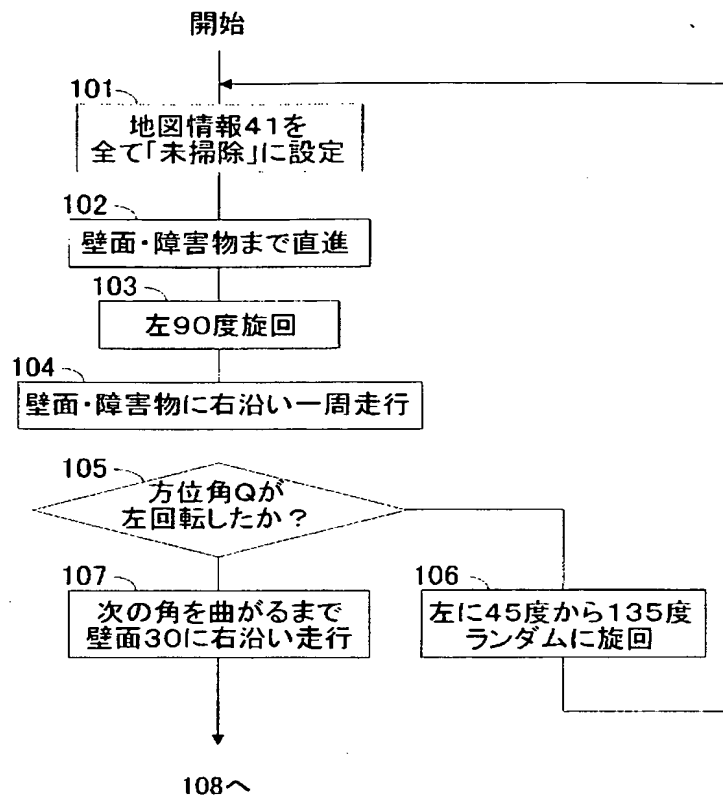 開始
101
地図情報41を
全て「未掃除」に設定
102
壁面・障害物まで直進
103
左90度旋回
104
壁面・障害物に右沿い一周走行
105
方位角Qが
左回転したか？
107
次の角を曲がるまで
壁面30に右沿い走行
106
左に45度から135度
ランダムに旋回
108へ